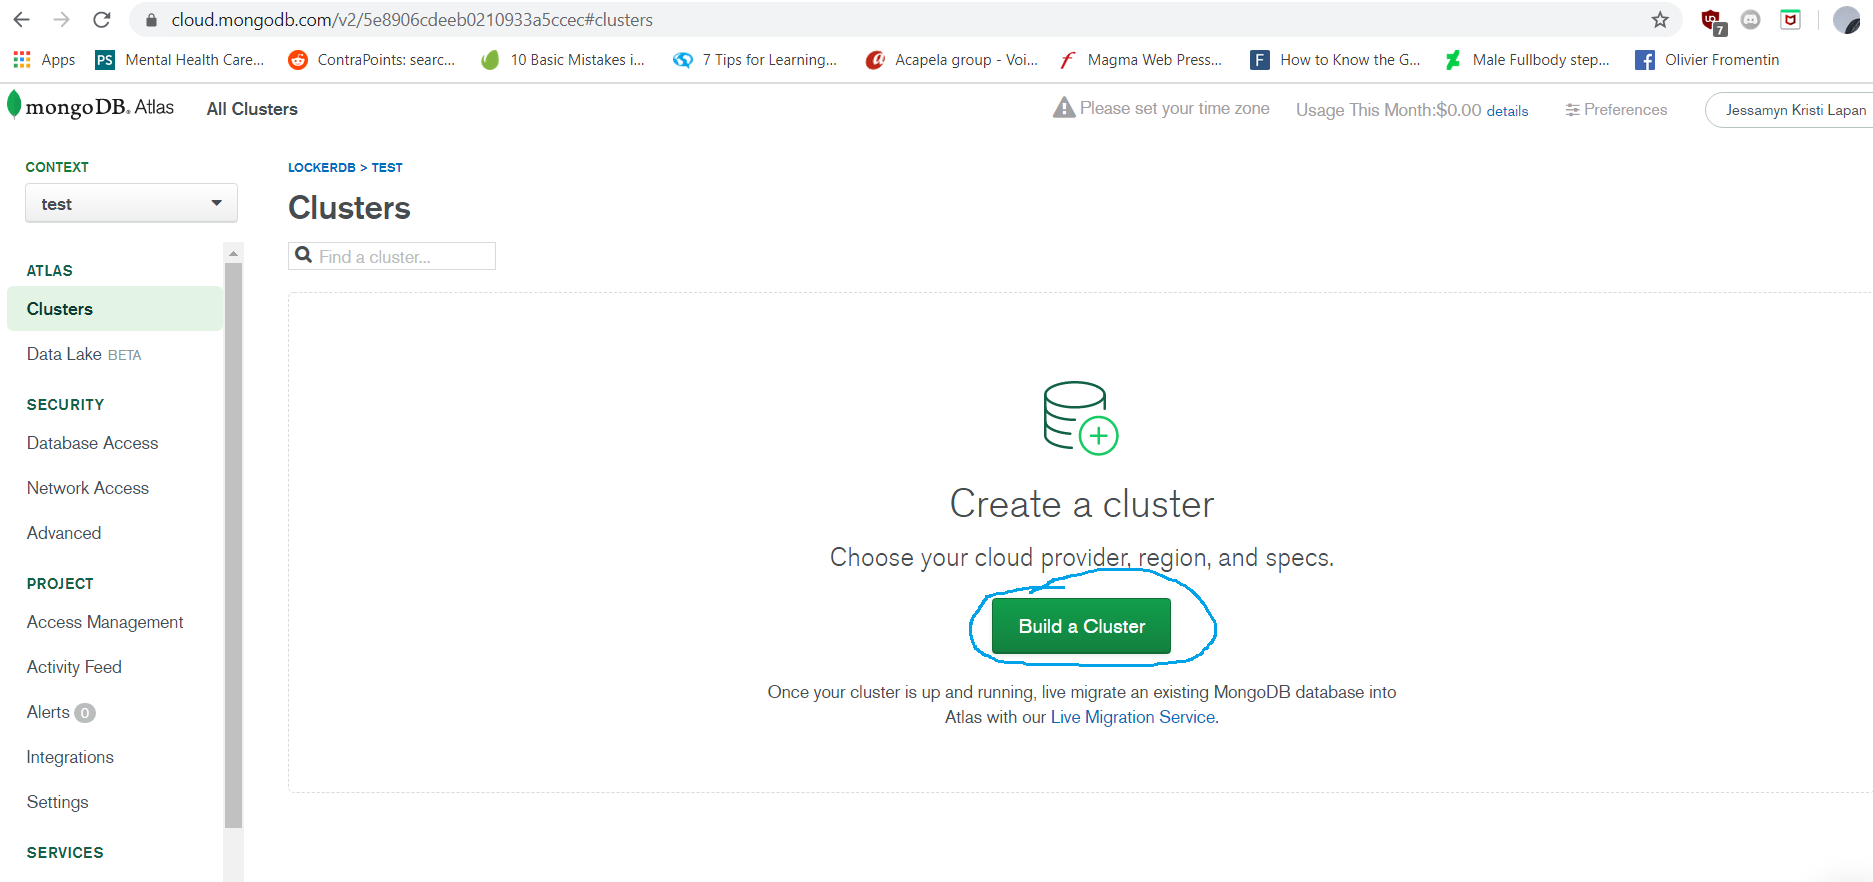 cloud.mongodb.com/v2/5e8906cdeeb0210933a5ccec#clusters
7
Apps PS Mental Health Care... ContraPoints: searc... 10 Basic Mistakes i... 7 Tips for Learning... Acapela group - Voi... Magma Web Press... F How to Know the G... Male Fullbody step... Olivier Fromentin
mongoDB. Atlas All Clusters Please set your time zone Usage This Month:$0.00 details Preferences Jessamyn Kristi Lapan
CONTEXT
test
ATLAS
Clusters
Data Lake BETA
SECURITY
Database Access
Network Access
Advanced
PROJECT
Access Management
Activity Feed
Alerts 0
Integrations
Settings
SERVICES
LOCKERDB > TEST
Clusters
Find a cluster...
Create a cluster
Choose your cloud provider, region, and specs.
Build a Cluster
Once your cluster is up and running, live migrate an existing MongoDB database into
Atlas with our Live Migration Service.